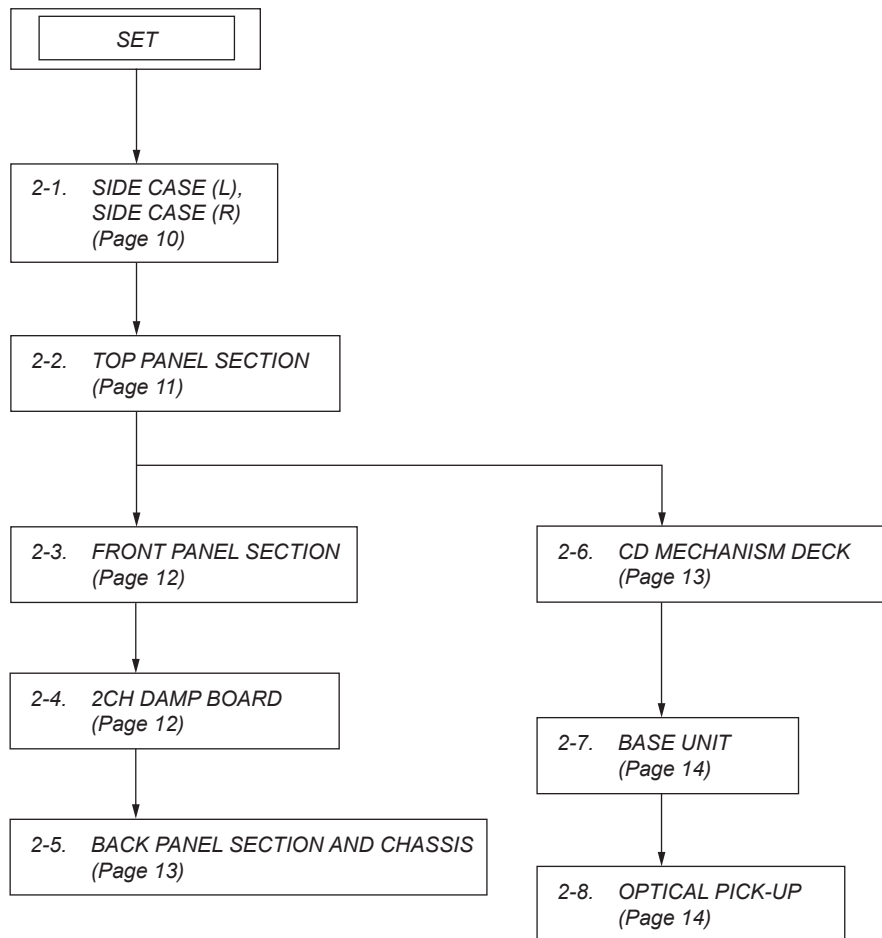 SET
2-1. SIDE CASE (L),
SIDE CASE (R)
(Page 10)
2-2. TOP PANEL SECTION
(Page 11)
2-3. FRONT PANEL SECTION
(Page 12)
2-4. 2CH DAMP BOARD
(Page 12)
2-5. BACK PANEL SECTION AND CHASSIS
(Page 13)
2-6. CD MECHANISM DECK
(Page 13)
2-7. BASE UNIT
(Page 14)
2-8. OPTICAL PICK-UP
(Page 14)